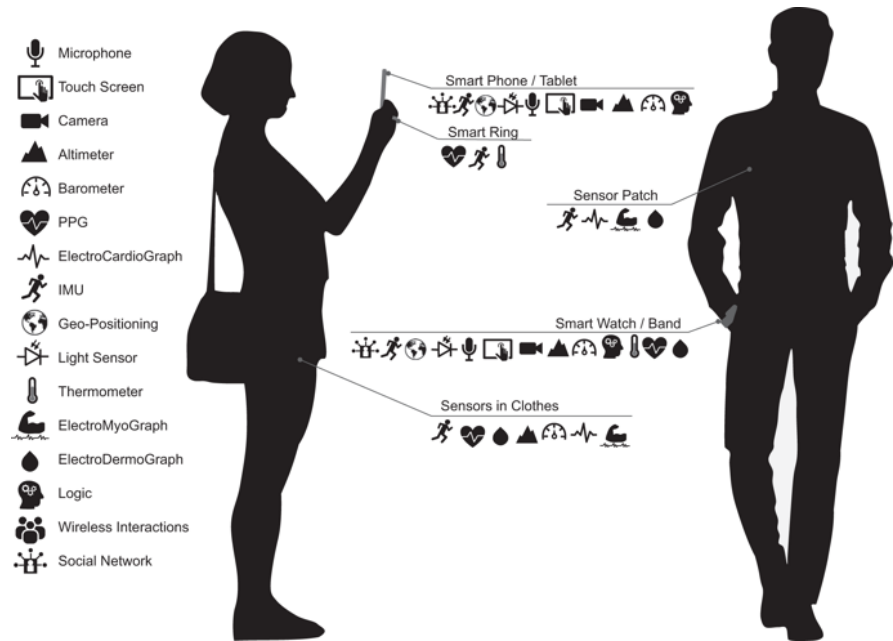 Microphone
Touch Screen
Camera
Altimeter
Barometer
PPG
ElectroCardioGraph
IMU
Geo-Positioning
Light Sensor
Thermometer
ElectroMyoGraph
ElectroDermoGraph
Logic
Wireless Interactions
Social Network
Smart Phone / Tablet
Smart Ring
Sensor Patch
Smart Watch / Band
Sensors in Clothes